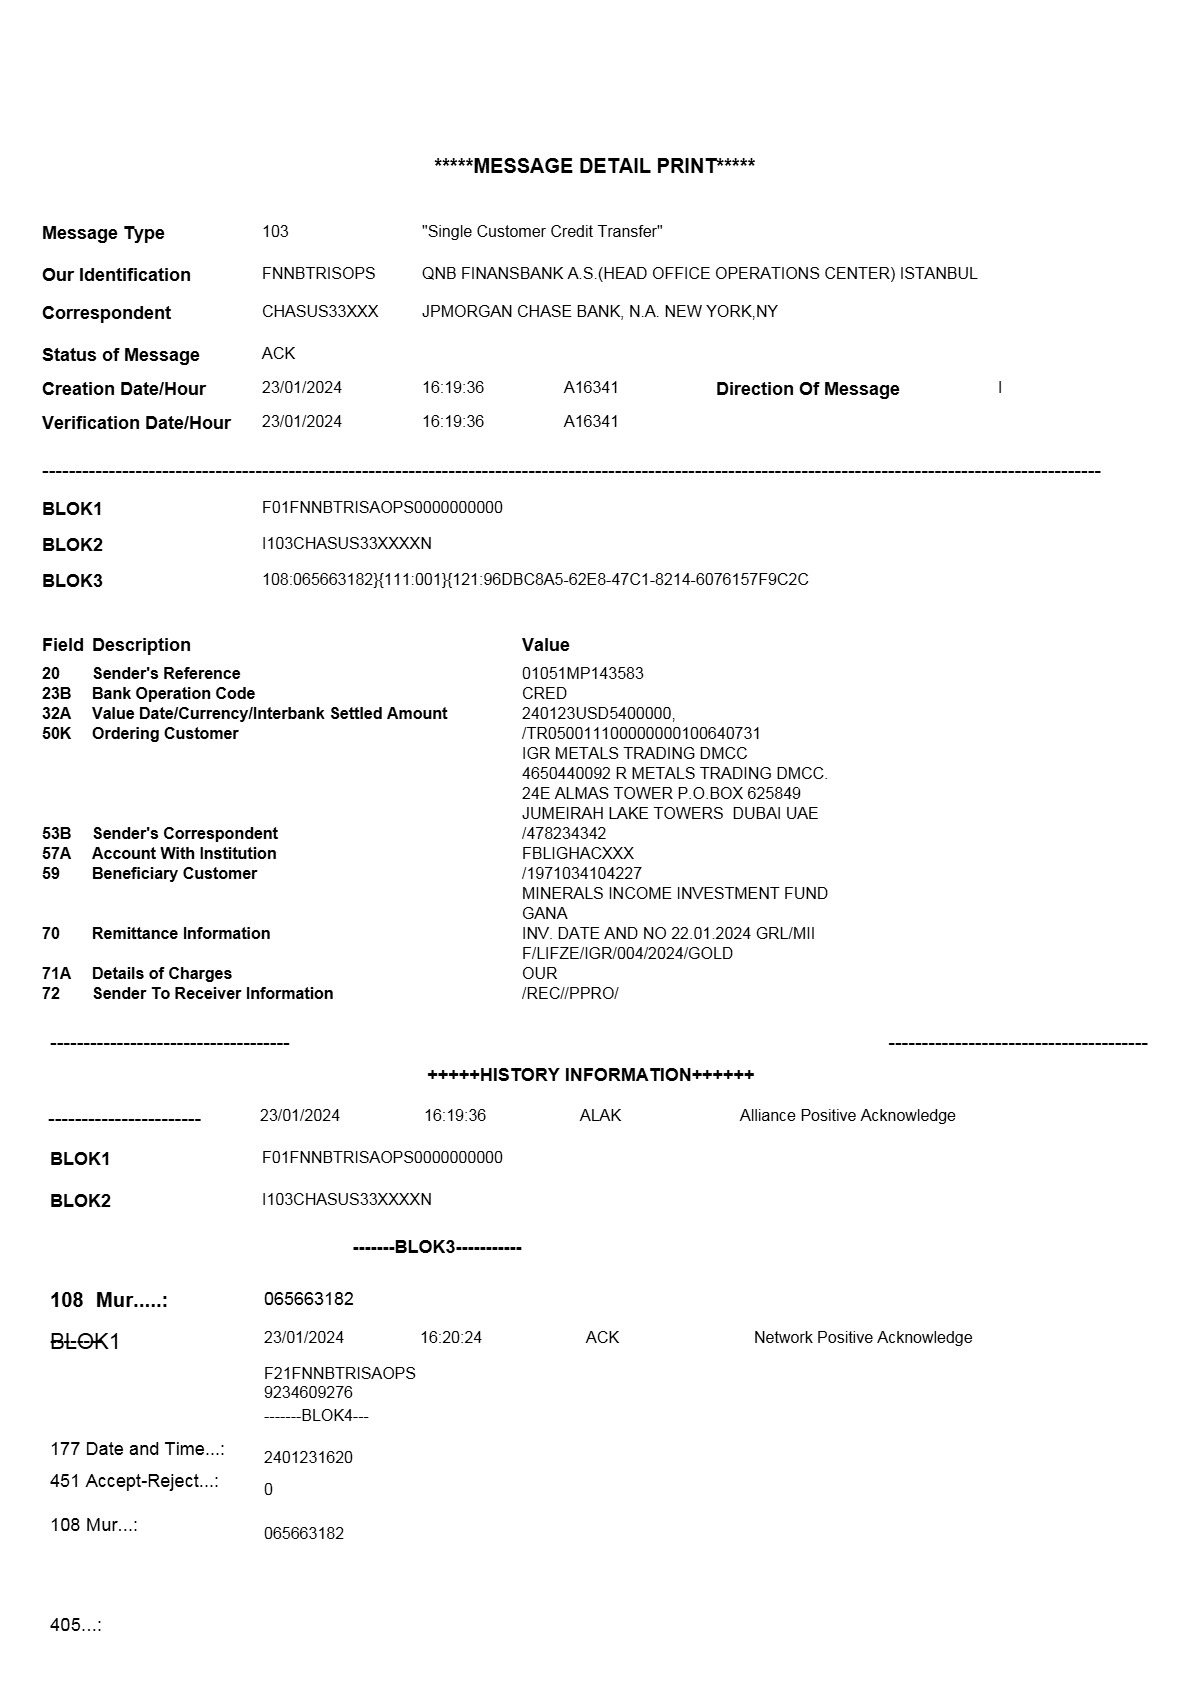 *****MESSAGE DETAIL PRINT*****
Message Type 103 "Single Customer Credit Transfer"
Our Identification FNNBTRISOPS QNB FINANSBANK A.S.(HEAD OFFICE OPERATIONS CENTER) ISTANBUL
Correspondent CHASUS33XXX JPMORGAN CHASE BANK, N.A. NEW YORK,NY
Status of Message ACK
Creation Date/Hour 23/01/2024 16:19:36 A16341 Direction Of Message I
Verification Date/Hour 23/01/2024 16:19:36 A16341
BLOK1 F01FNNBTRISAOPS0000000000
BLOK2 I103CHASUS33XXXXN
BLOK3 108:065663182}{111:001}{121:96DBC8A5-62E8-47C1-8214-6076157F9C2C
Field Description Value
20 Sender's Reference 01051MP143583
23B Bank Operation Code CRED
32A Value Date/Currency/Interbank Settled Amount 240123USD5400000,
50K Ordering Customer /TR050011100000000100640731
IGR METALS TRADING DMCC
4650440092 R METALS TRADING DMCC.
24E ALMAS TOWER P.O.BOX 625849
JUMEIRAH LAKE TOWERS DUBAI UAE
53B Sender's Correspondent /478234342
57A Account With Institution FBLIGHACXXX
59 Beneficiary Customer /1971034104227
MINERALS INCOME INVESTMENT FUND
GANA
70 Remittance Information INV. DATE AND NO 22.01.2024 GRL/MII
F/LIFZE/IGR/004/2024/GOLD
71A Details of Charges OUR
72 Sender To Receiver Information /REC//PPRO/
+++++HISTORY INFORMATION++++++
----------------------- 23/01/2024 16:19:36 ALAK Alliance Positive Acknowledge
BLOK1 F01FNNBTRISAOPS0000000000
BLOK2 I103CHASUS33XXXXN
-------BLOK3-----------
108 Mur.....: 065663182
BLOK1 23/01/2024 16:20:24 ACK Network Positive Acknowledge
F21FNNBTRISAOPS
9234609276
-------BLOK4---
177 Date and Time...: 2401231620
451 Accept-Reject...: 0
108 Mur...: 065663182
405...: